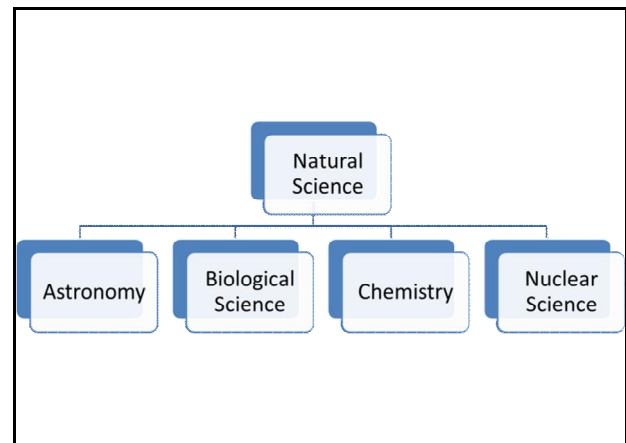 Natural
Science
Astronomy
Biological
Science
Chemistry
Nuclear
Science